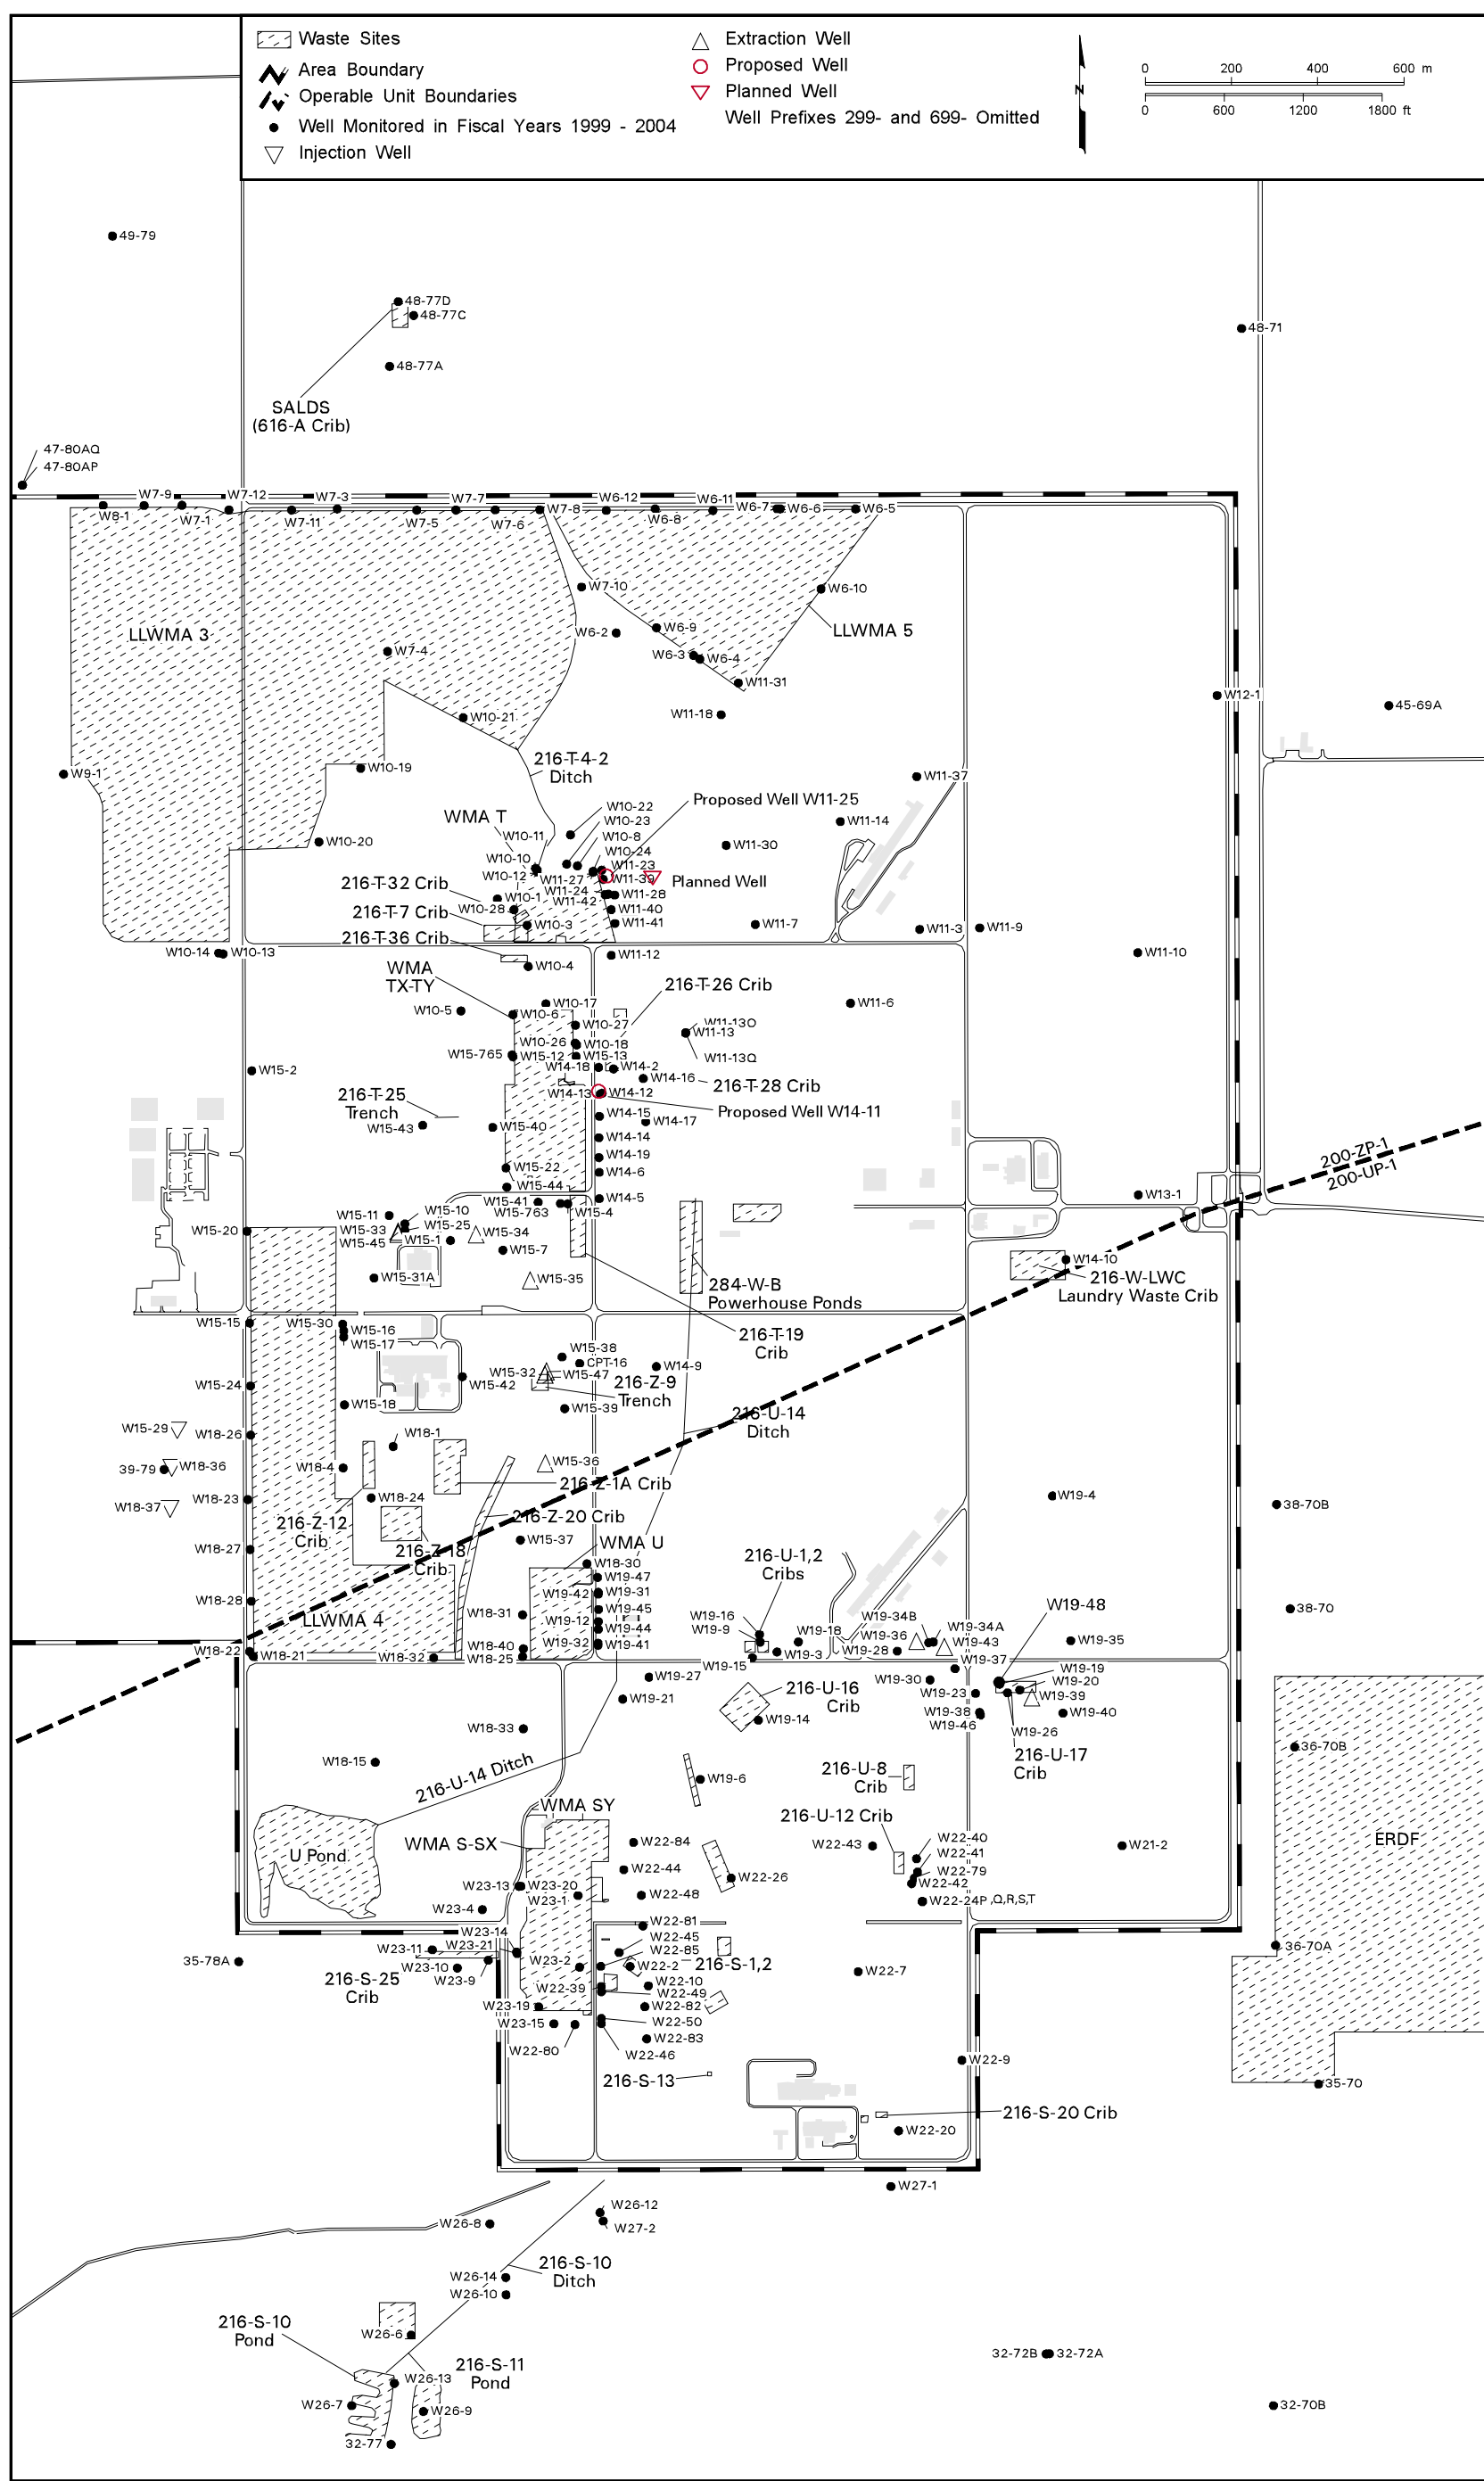 Waste Sites
Area Boundary
Operable Unit Boundaries
Well Monitored in Fiscal Years 1999 - 2004
Injection Well
Extraction Well
Proposed Well
Planned Well
Well Prefixes 299- and 699- Omitted
N
0 200 400 600 m
0 600 1200 1800 ft
49-79
48-77D
48-77C
48-77A
48-71
SALDS
(616-A Crib)
47-80AQ
47-80AP
W7-9
W7-12
W7-3
W7-7
W6-12
W6-11
W8-1
W7-1
W7-11
W7-5
W7-6
W7-8
W6-8
W6-7
W6-6
W6-5
W7-10
W6-10
LLWMA 3
W6-2
W6-9
LLWMA 5
W7-4
W6-3
W6-4
W11-31
W12-1
45-69A
W10-21
W11-18
W9-1
W10-19
216-T-4-2
Ditch
W11-37
Proposed Well W11-25
WMA T
W10-22
W10-23
W11-14
W10-11
W10-8
W10-20
W10-24
W11-30
W10-10
W11-23
W10-12
W11-27
W11-39
Planned Well
216-T-32 Crib
W11-24
W11-28
W10-1
W11-42
W10-28
W11-40
216-T-7 Crib
W10-3
W11-41
W11-7
W11-3
W11-9
216-T-36 Crib
W10-14
W10-13
W11-12
W11-10
WMA
TX-TY
W10-4
216-T-26 Crib
W10-5
W10-17
W10-6
W11-6
W10-27
W11-13O
W11-13
W10-26
W10-18
W15-765
W15-12
W15-13
W11-13Q
W15-2
W14-18
W14-2
W14-16
216-T-28 Crib
216-T-25
Trench
W14-13
W14-12
Proposed Well W14-11
W15-43
W15-40
W14-15
W14-17
W14-14
W14-19
W15-22
W14-6
200-ZP-1
200-UP-1
W15-44
W13-1
W15-41
W14-5
W15-11
W15-10
W15-763
W15-4
W15-20
W15-33
W15-25
W15-34
W15-45
W15-1
W15-7
W14-10
W15-31A
W15-35
284-W-B
Powerhouse Ponds
216-W-LWC
Laundry Waste Crib
W15-15
W15-30
W15-16
W15-17
216-T-19
Crib
W15-38
CPT-16
W14-9
W15-32
W15-47
W15-24
W15-42
216-Z-9
Trench
W15-18
W15-39
216-U-14
Ditch
W15-29
W18-26
W18-1
39-79
W18-36
W18-4
W15-36
216-Z-1A Crib
W18-37
W18-23
W18-24
W19-4
38-70B
216-Z-12
Crib
216-Z-20 Crib
W18-27
216-Z-18
Crib
W15-37
WMA U
216-U-1,2
Cribs
W18-30
W19-47
W19-42
W19-31
W18-28
LLWMA 4
W18-31
W19-45
W19-12
W19-44
W19-16
W19-9
W19-18
W19-34B
W19-34A
W19-48
38-70
W19-36
W19-43
W19-35
W18-22
W18-21
W18-32
W18-40
W18-25
W19-32
W19-41
W19-15
W19-3
W19-28
W19-37
W19-27
W19-30
W19-19
W19-20
W19-21
216-U-16
Crib
W19-23
W19-39
W19-14
W19-38
W19-46
W19-26
W19-40
W18-33
W18-15
216-U-14 Ditch
W19-6
216-U-8
Crib
216-U-17
Crib
36-70B
WMA SY
216-U-12 Crib
U Pond
WMA S-SX
W22-84
W22-43
W22-40
W22-41
W21-2
ERDF
W22-44
W22-26
W22-79
W22-42
W23-13
W23-20
W23-1
W22-48
W22-24P ,Q,R,S,T
W23-4
W22-81
W23-14
W23-11
W23-21
W22-45
W22-85
36-70A
35-78A
W23-10
W23-9
W23-2
W22-2
216-S-1,2
W22-7
216-S-25
Crib
W22-39
W22-10
W22-49
W23-19
W22-82
W23-15
W22-50
W22-83
W22-80
W22-46
W22-9
216-S-13
35-70
216-S-20 Crib
W22-20
W27-1
W26-12
W26-8
W27-2
W26-14
W26-10
216-S-10
Ditch
216-S-10
Pond
W26-6
216-S-11
Pond
32-72B
32-72A
W26-13
W26-7
W26-9
32-70B
32-77